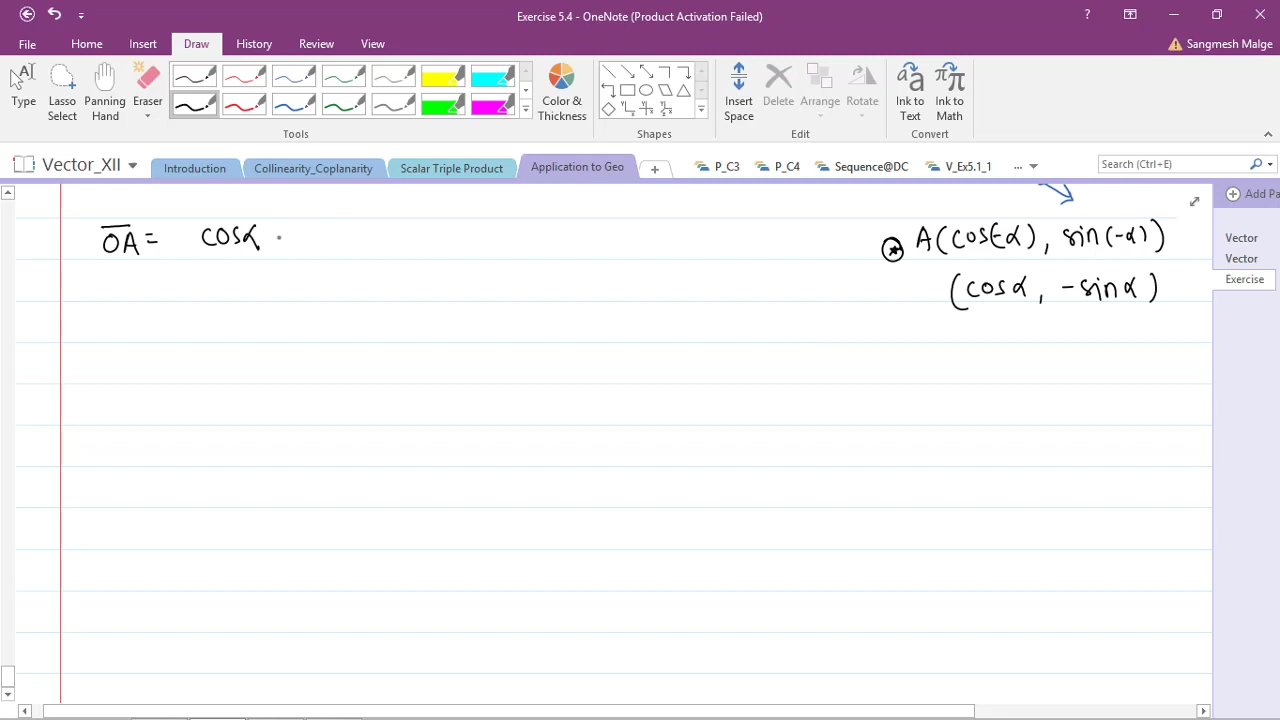 Exercise 5.4 - OneNote (Product Activation Failed)
?
File Home Insert Draw History Review View
Sangmesh Malge
Type
Lasso Select
Panning Hand
Eraser
Color & Thickness
Insert Space
Delete
Arrange
Rotate
Ink to Text
Ink to Math
Tools
Shapes
Edit
Convert
Vector_XII
Introduction
Collinearity_Coplanarity
Scalar Triple Product
Application to Geo
P_C3
P_C4
Sequence@DC
V_Ex5.1_1
...
Search (Ctrl+E)
Add Pa
Vector
Vector
Exercise
O̅A̅ = cosα
A(cos(-α), sin(-α))
(cosα, -sinα)